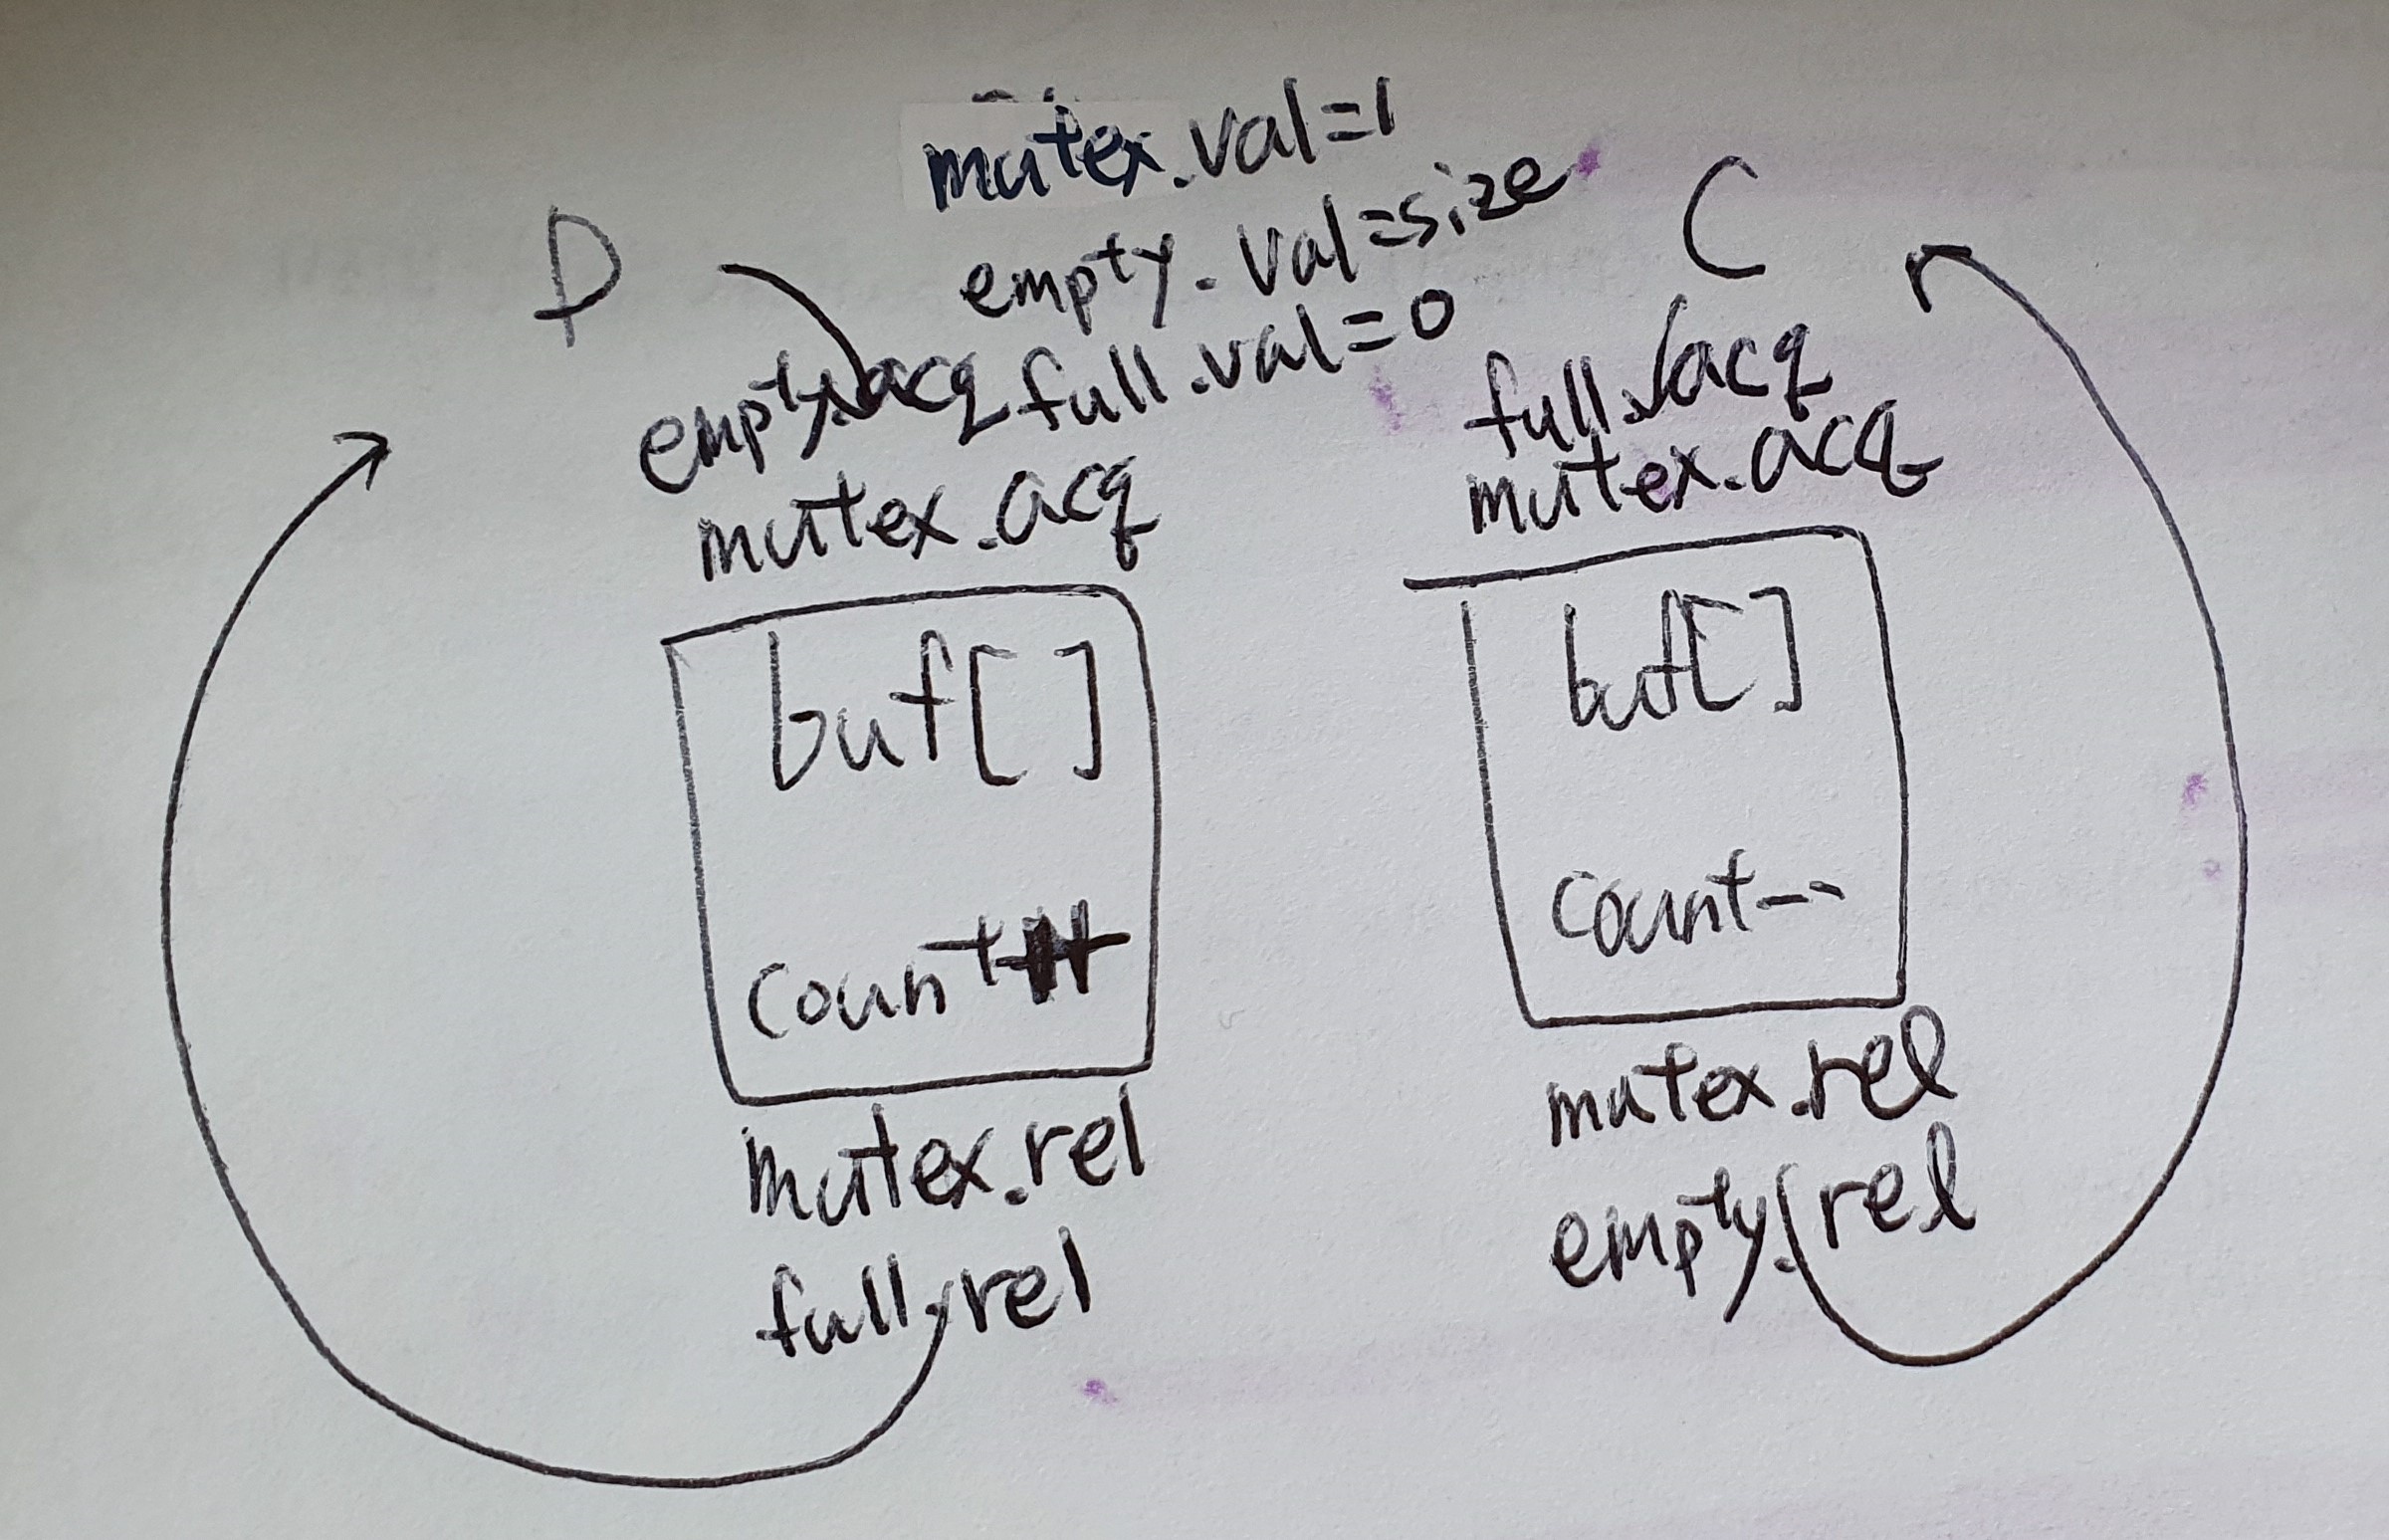 mutex.val=1
empty.val=size
full.val=0
P
empty.acq
mutex.acq
buf[]
count++
mutex.rel
full.rel
C
full.acq
mutex.acq
buf[]
count--
mutex.rel
empty.rel